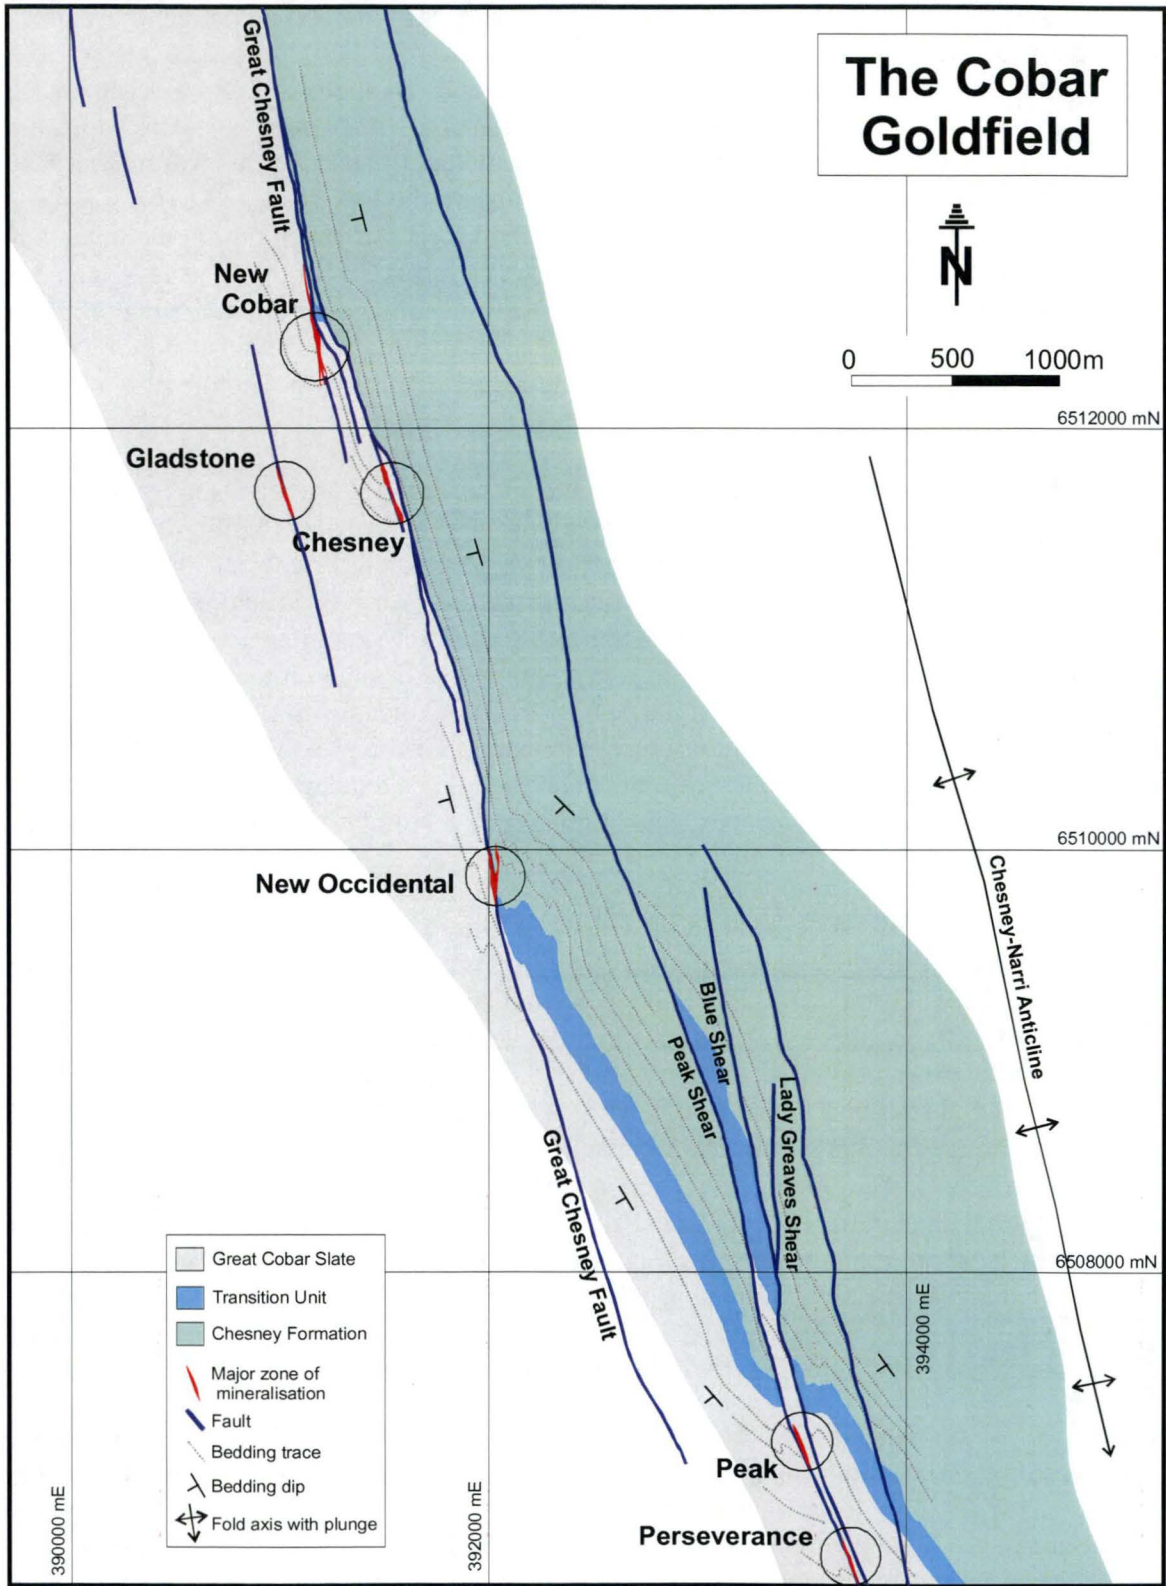 The Cobar
Goldfield
N
0 500 1000m
Great Chesney Fault
New
Cobar
6512000 mN
Gladstone
Chesney
6510000 mN
New Occidental
Chesney-Narri Anticline
Blue Shear
Peak Shear
Lady Greaves Shear
Great Chesney Fault
6508000 mN
394000 mE
Great Cobar Slate
Transition Unit
Chesney Formation
Major zone of
mineralisation
Fault
Bedding trace
Bedding dip
Fold axis with plunge
Peak
Perseverance
390000 mE
392000 mE